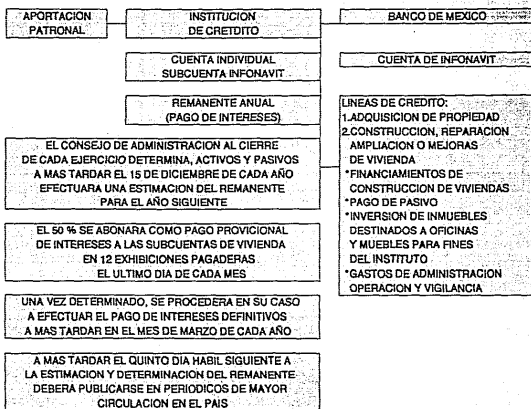 APORTACION
PATRONAL
INSTITUCION
DE CRETDITO
BANCO DE MEXICO
CUENTA INDIVIDUAL
SUBCUENTA INFONAVIT
CUENTA DE INFONAVIT
REMANENTE ANUAL
(PAGO DE INTERESES)
EL CONSEJO DE ADMINISTRACION AL CIERRE
DE CADA EJERCICIO DETERMINA, ACTIVOS Y PASIVOS
A MAS TARDAR EL 15 DE DICIEMBRE DE CADA AÑO
EFECTUARA UNA ESTIMACION DEL REMANENTE
PARA EL AÑO SIGUIENTE
EL 50 % SE ABONARA COMO PAGO PROVICIONAL
DE INTERESES A LAS SUBCUENTAS DE VIVIENDA
EN 12 EXHIBICIONES PAGADERAS
EL ULTIMO DIA DE CADA MES
UNA VEZ DETERMINADO, SE PROCEDERA EN SU CASO
A EFECTUAR EL PAGO DE INTERESES DEFINITIVOS
A MAS TARDAR EN EL MES DE MARZO DE CADA AÑO
A MAS TARDAR EL QUINTO DIA HABIL SIGUIENTE A
LA ESTIMACION Y DETERMINACION DEL REMANENTE
DEBERA PUBLICARSE EN PERIODICOS DE MAYOR
CIRCULACION EN EL PAIS
LINEAS DE CREDITO:
1.ADQUISICION DE PROPIEDAD
2.CONSTRUCCION, REPARACION
AMPLIACION O MEJORAS
DE VIVIENDA
*FINANCIAMIENTOS DE
CONSTRUCCION DE VIVIENDAS
*PAGO DE PASIVO
*INVERSION DE INMUEBLES
DESTINADOS A OFICINAS
Y MUEBLES PARA FINES
DEL INSTITUTO
*GASTOS DE ADMINISTRACION
OPERACION Y VIGILANCIA